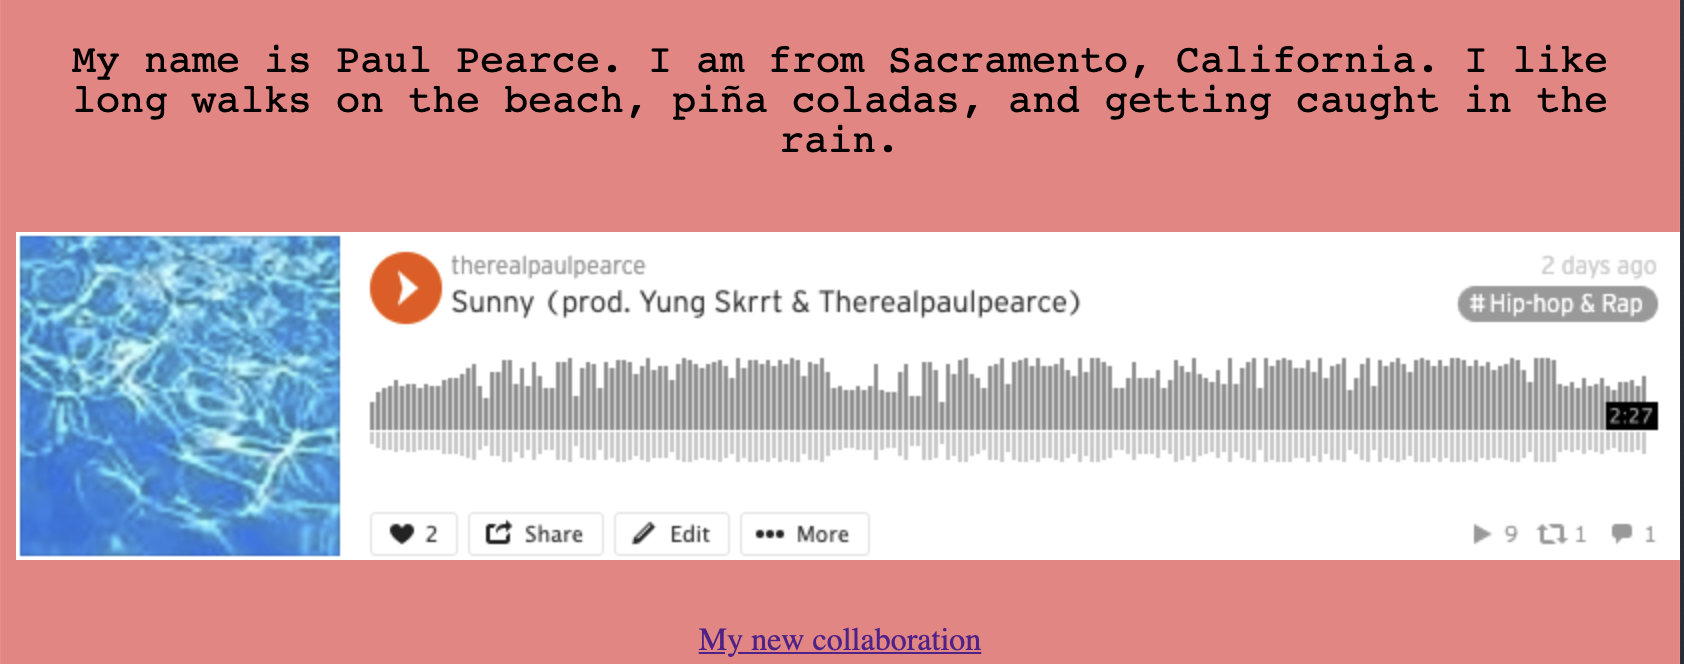 My name is Paul Pearce. I am from Sacramento, California. I like
long walks on the beach, piña coladas, and getting caught in the
rain.
therealpaulpearce
2 days ago
Sunny (prod. Yung Skrrt & Therealpaulpearce)
# Hip-hop & Rap
2:27
2 Share Edit More
9 1 1
My new collaboration